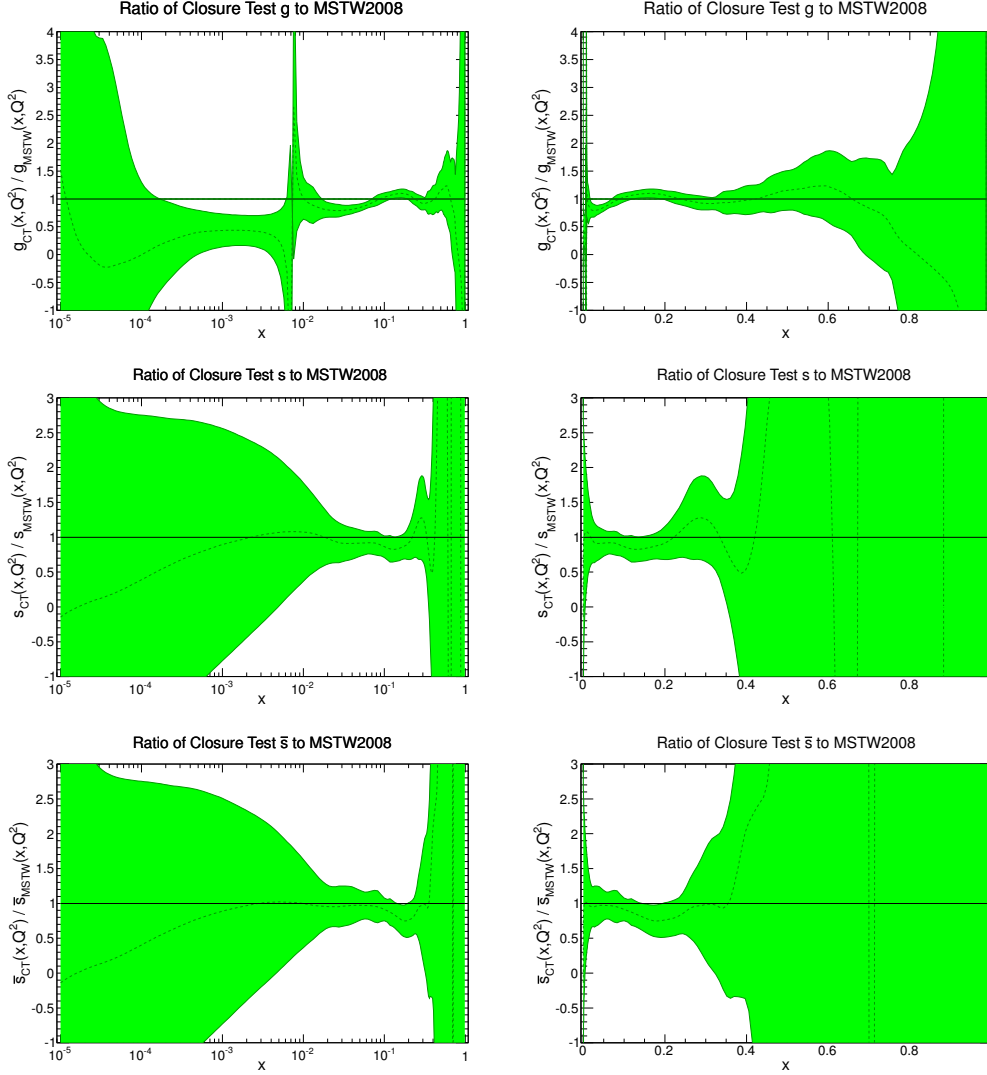 Ratio of Closure Test g to MSTW2008
g_CT(x,Q²) / g_MSTW(x,Q²)
4
3.5
3
2.5
2
1.5
1
0.5
0
-0.5
-1
10⁻⁵ 10⁻⁴ 10⁻³ 10⁻² 10⁻¹ 1
x
Ratio of Closure Test g to MSTW2008
g_CT(x,Q²) / g_MSTW(x,Q²)
4
3.5
3
2.5
2
1.5
1
0.5
0
-0.5
-1
0 0.2 0.4 0.6 0.8
x
Ratio of Closure Test s to MSTW2008
s_CT(x,Q²) / s_MSTW(x,Q²)
3
2.5
2
1.5
1
0.5
0
-0.5
-1
10⁻⁵ 10⁻⁴ 10⁻³ 10⁻² 10⁻¹ 1
x
Ratio of Closure Test s to MSTW2008
s_CT(x,Q²) / s_MSTW(x,Q²)
3
2.5
2
1.5
1
0.5
0
-0.5
-1
0 0.2 0.4 0.6 0.8
x
Ratio of Closure Test s̅ to MSTW2008
s̅_CT(x,Q²) / s̅_MSTW(x,Q²)
3
2.5
2
1.5
1
0.5
0
-0.5
-1
10⁻⁵ 10⁻⁴ 10⁻³ 10⁻² 10⁻¹ 1
x
Ratio of Closure Test s̅ to MSTW2008
s̅_CT(x,Q²) / s̅_MSTW(x,Q²)
3
2.5
2
1.5
1
0.5
0
-0.5
-1
0 0.2 0.4 0.6 0.8
x